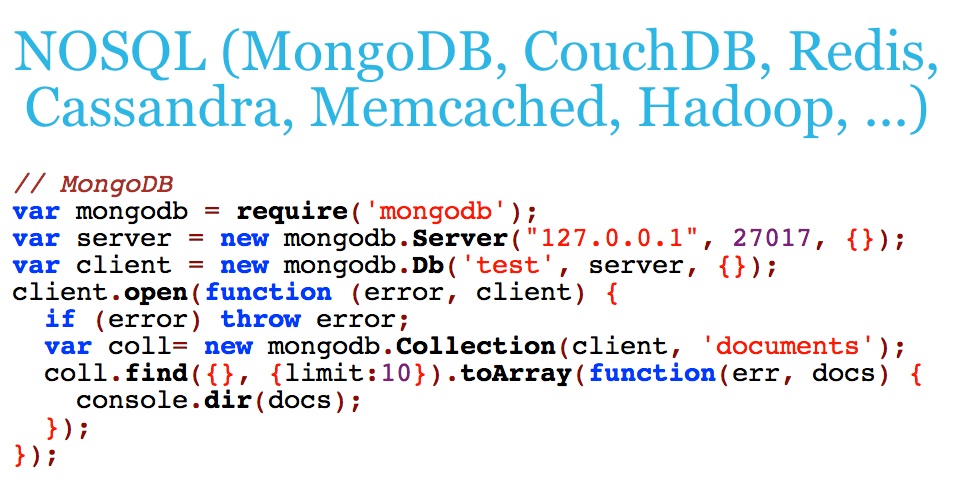 NOSQL (MongoDB, CouchDB, Redis,
Cassandra, Memcached, Hadoop, ...)
// MongoDB
var mongodb = require('mongodb');
var server = new mongodb.Server("127.0.0.1", 27017, {});
var client = new mongodb.Db('test', server, {});
client.open(function (error, client) {
  if (error) throw error;
  var coll= new mongodb.Collection(client, 'documents');
  coll.find({}, {limit:10}).toArray(function(err, docs) {
    console.dir(docs);
  });
});